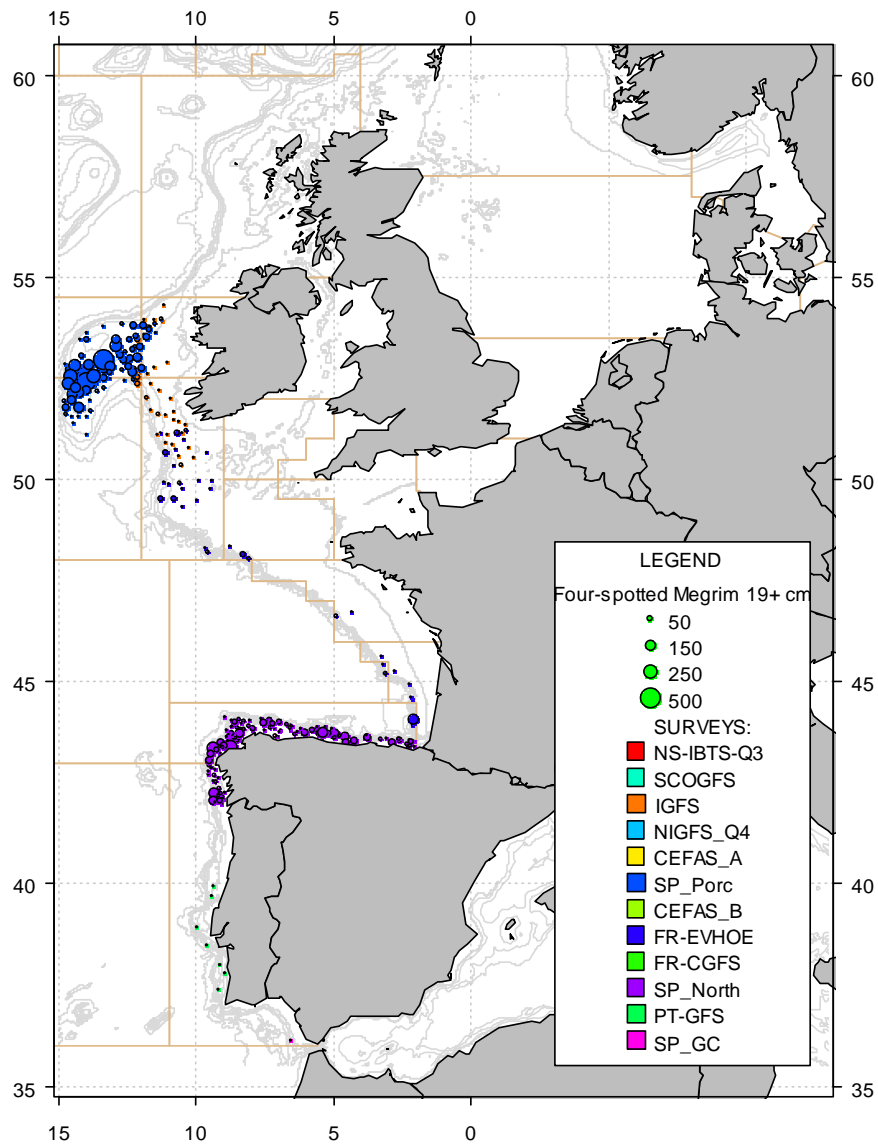 15 10 5 0
60 60
55 55
50 50
45 45
40 40
35 35
LEGEND
Four-spotted Megrim 19+ cm
50
150
250
500
SURVEYS:
NS-IBTS-Q3
SCOGFS
IGFS
NIGFS_Q4
CEFAS_A
SP_Porc
CEFAS_B
FR-EVHOE
FR-CGFS
SP_North
PT-GFS
SP_GC
15 10 5 0